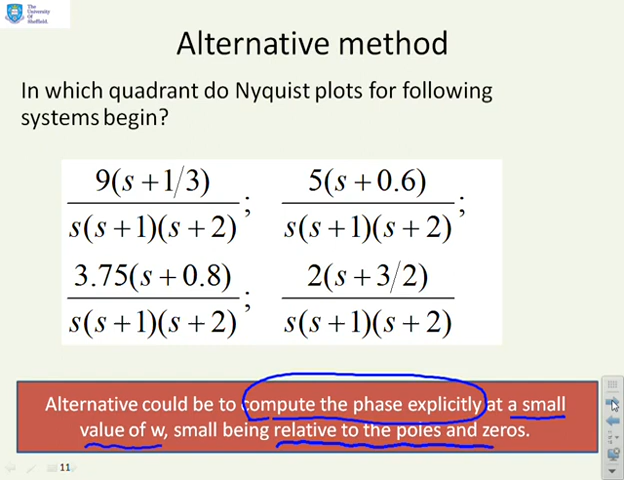 The
University
Of
Sheffield.
Alternative method
In which quadrant do Nyquist plots for following
systems begin?
9(s+1/3)
s(s+1)(s+2) ;
5(s+0.6)
s(s+1)(s+2) ;
3.75(s+0.8)
s(s+1)(s+2) ;
2(s+3/2)
s(s+1)(s+2)
Alternative could be to compute the phase explicitly at a small
value of w, small being relative to the poles and zeros.
11